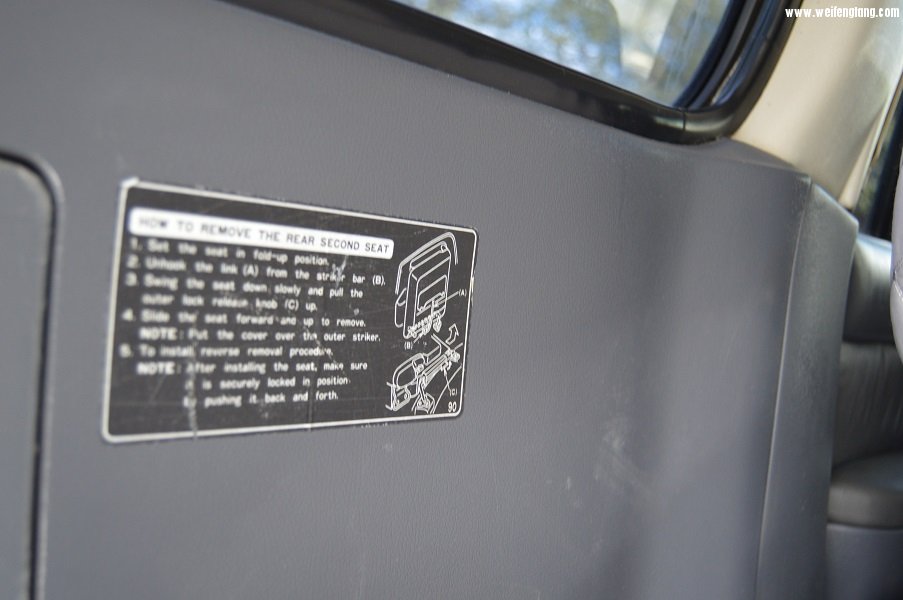 www.weifenglang.com
HOW TO REMOVE THE REAR SECOND SEAT
1. Set the seat in fold-up position.
2. Unhook the link (A) from the striker bar (B).
3. Swing the seat down slowly and pull the
outer lock release knob (C) up.
4. Slide the seat forward and up to remove.
NOTE: Put the cover over the outer striker.
5. To install reverse removal procedure.
NOTE: After installing the seat, make sure
it is securely locked in position
by pushing it back and forth.
(A)
(B)
(C)
90